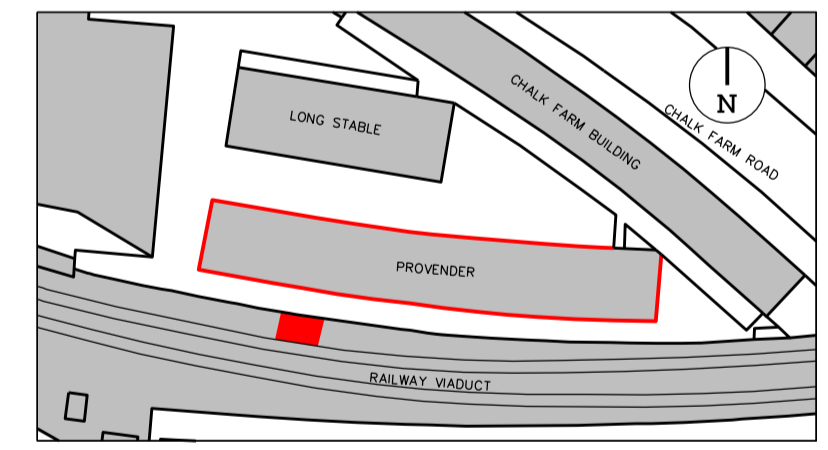 CHALK FARM BUILDING
CHALK FARM ROAD
N
LONG STABLE
PROVENDER
RAILWAY VIADUCT